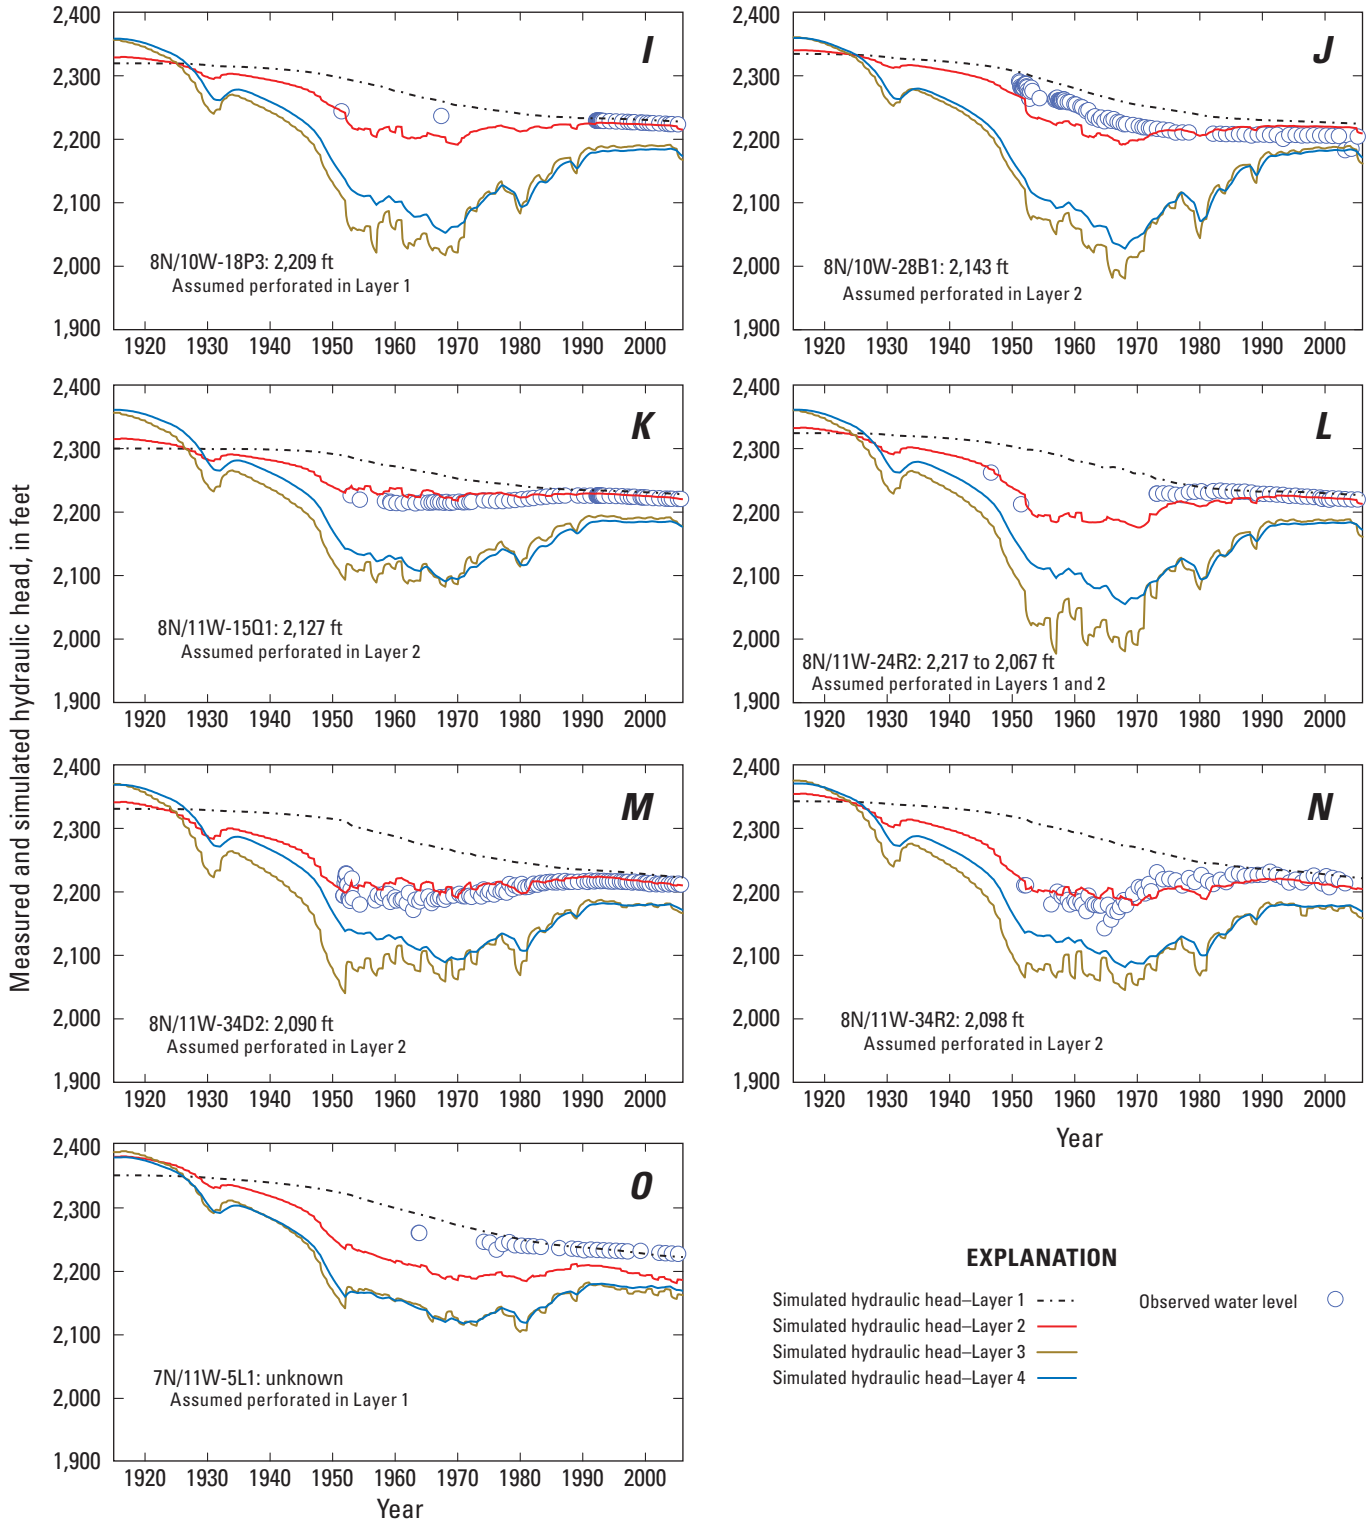 Measured and simulated hydraulic head, in feet
2,400
2,300
2,200
2,100
2,000
1,900
I
8N/10W-18P3: 2,209 ft
Assumed perforated in Layer 1
1920 1930 1940 1950 1960 1970 1980 1990 2000
2,400
2,300
2,200
2,100
2,000
1,900
J
8N/10W-28B1: 2,143 ft
Assumed perforated in Layer 2
1920 1930 1940 1950 1960 1970 1980 1990 2000
2,400
2,300
2,200
2,100
2,000
1,900
K
8N/11W-15Q1: 2,127 ft
Assumed perforated in Layer 2
1920 1930 1940 1950 1960 1970 1980 1990 2000
2,400
2,300
2,200
2,100
2,000
1,900
L
8N/11W-24R2: 2,217 to 2,067 ft
Assumed perforated in Layers 1 and 2
1920 1930 1940 1950 1960 1970 1980 1990 2000
2,400
2,300
2,200
2,100
2,000
1,900
M
8N/11W-34D2: 2,090 ft
Assumed perforated in Layer 2
1920 1930 1940 1950 1960 1970 1980 1990 2000
2,400
2,300
2,200
2,100
2,000
1,900
N
8N/11W-34R2: 2,098 ft
Assumed perforated in Layer 2
1920 1930 1940 1950 1960 1970 1980 1990 2000
Year
2,400
2,300
2,200
2,100
2,000
1,900
O
7N/11W-5L1: unknown
Assumed perforated in Layer 1
1920 1930 1940 1950 1960 1970 1980 1990 2000
Year
EXPLANATION
Simulated hydraulic head–Layer 1
Simulated hydraulic head–Layer 2
Simulated hydraulic head–Layer 3
Simulated hydraulic head–Layer 4
Observed water level